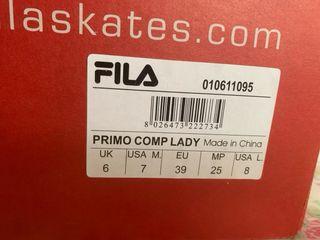 laskates.com
FILA
010611095
8 026473 222734
PRIMO COMP LADY Made in China
UK USA M. EU MP USA L.
6 7 39 25 8